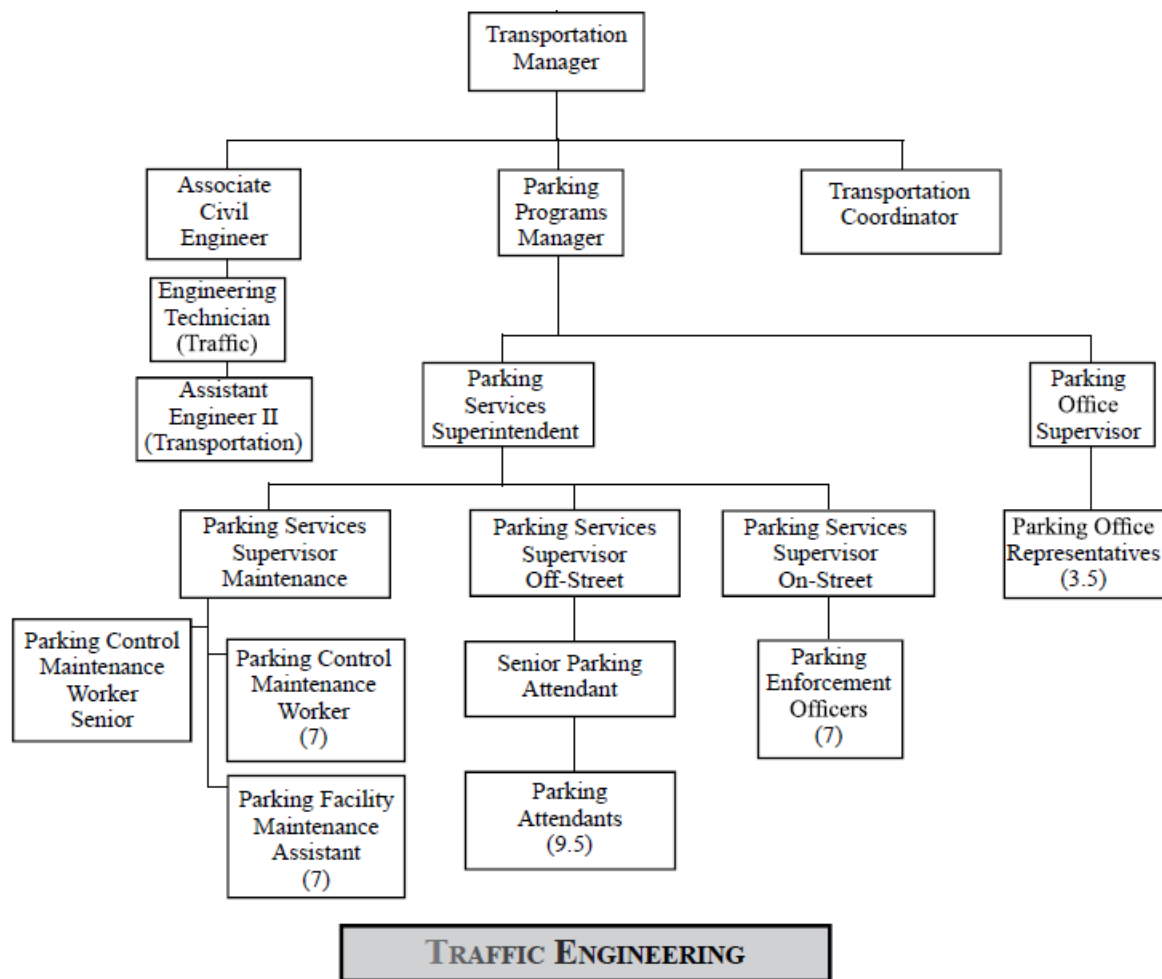 Transportation
Manager
Associate
Civil
Engineer
Parking
Programs
Manager
Transportation
Coordinator
Engineering
Technician
(Traffic)
Assistant
Engineer II
(Transportation)
Parking
Services
Superintendent
Parking
Office
Supervisor
Parking Services
Supervisor
Maintenance
Parking Services
Supervisor
Off-Street
Parking Services
Supervisor
On-Street
Parking Office
Representatives
(3.5)
Parking Control
Maintenance
Worker
Senior
Parking Control
Maintenance
Worker
(7)
Senior Parking
Attendant
Parking
Enforcement
Officers
(7)
Parking Facility
Maintenance
Assistant
(7)
Parking
Attendants
(9.5)
TRAFFIC ENGINEERING